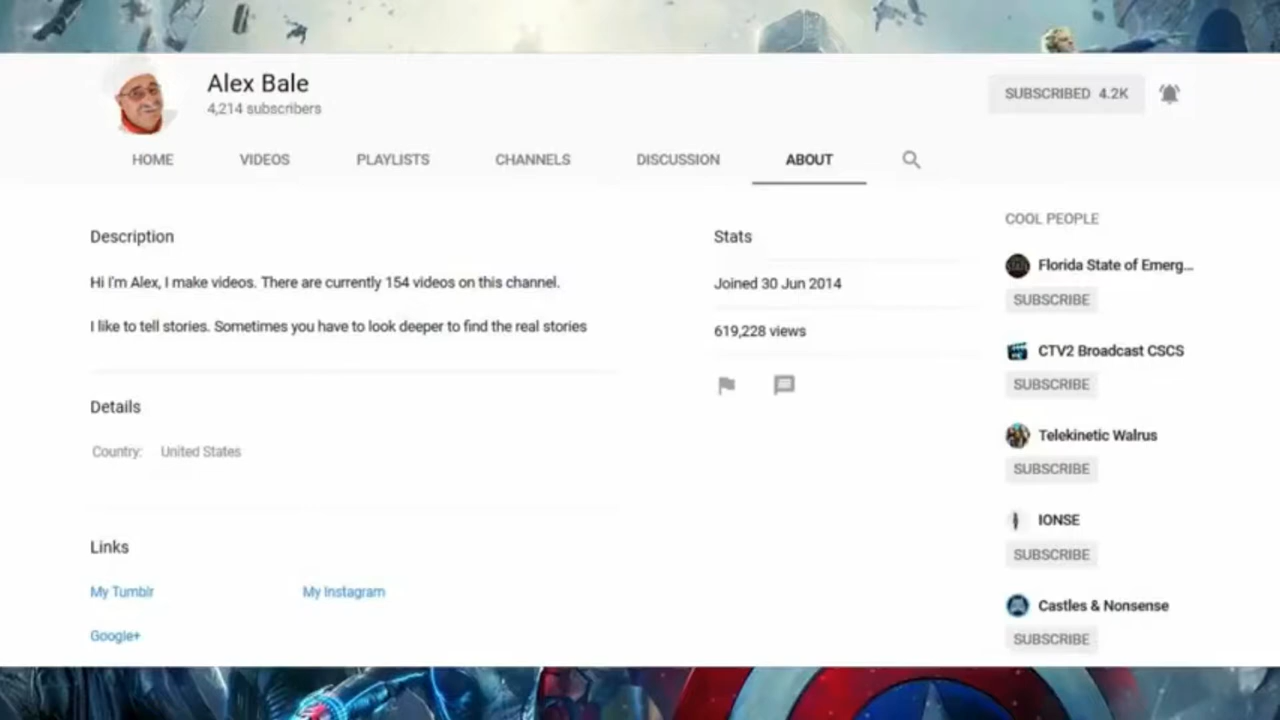 Alex Bale
4,214 subscribers
SUBSCRIBED 4.2K
HOME VIDEOS PLAYLISTS CHANNELS DISCUSSION ABOUT
Description
Hi I'm Alex, I make videos. There are currently 154 videos on this channel.
I like to tell stories. Sometimes you have to look deeper to find the real stories
Details
Country: United States
Links
My Tumblr My Instagram
Google+
Stats
Joined 30 Jun 2014
619,228 views
COOL PEOPLE
Florida State of Emerg...
SUBSCRIBE
CTV2 Broadcast CSCS
SUBSCRIBE
Telekinetic Walrus
SUBSCRIBE
IONSE
SUBSCRIBE
Castles & Nonsense
SUBSCRIBE